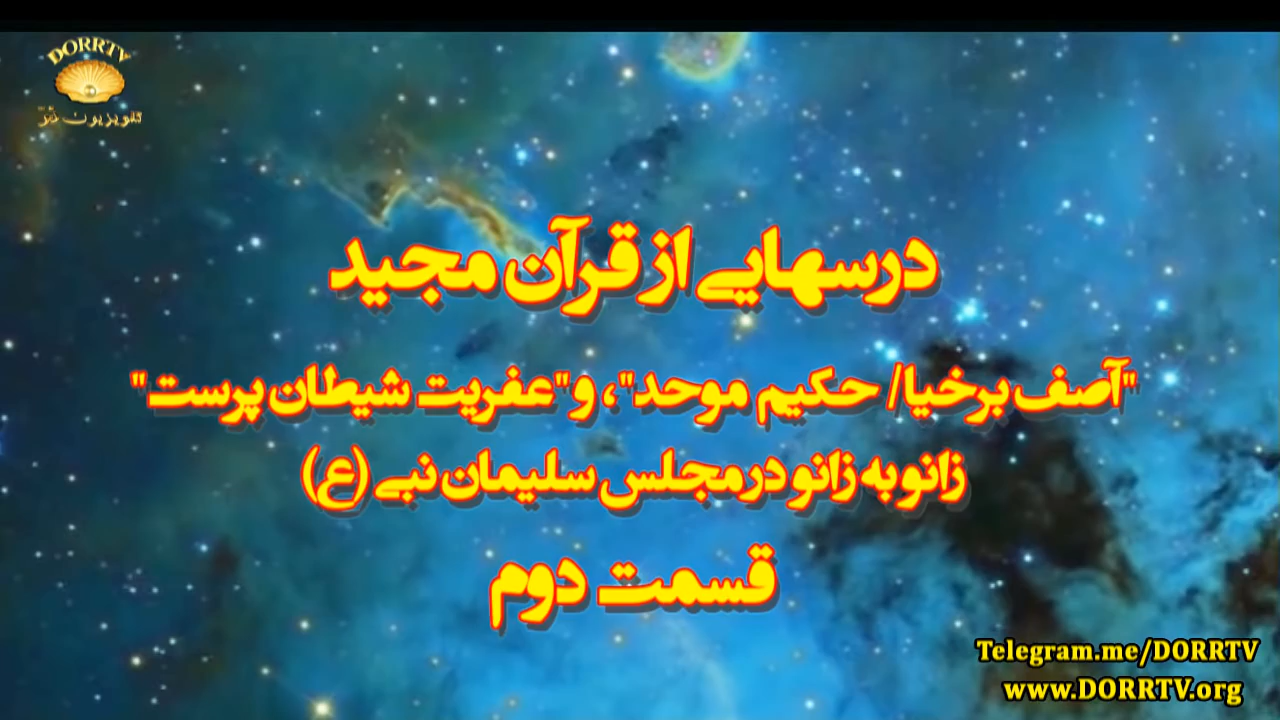 DORRTV
تلویزیون دُرّ
درسهایی از قرآن مجید
"آصف برخیا/ حکیم موحد"، و"عفریت شیطان پرست"
زانو به زانو در مجلس سلیمان نبی (ع)
قسمت دوم
Telegram.me/DORRTV
www.DORRTV.org